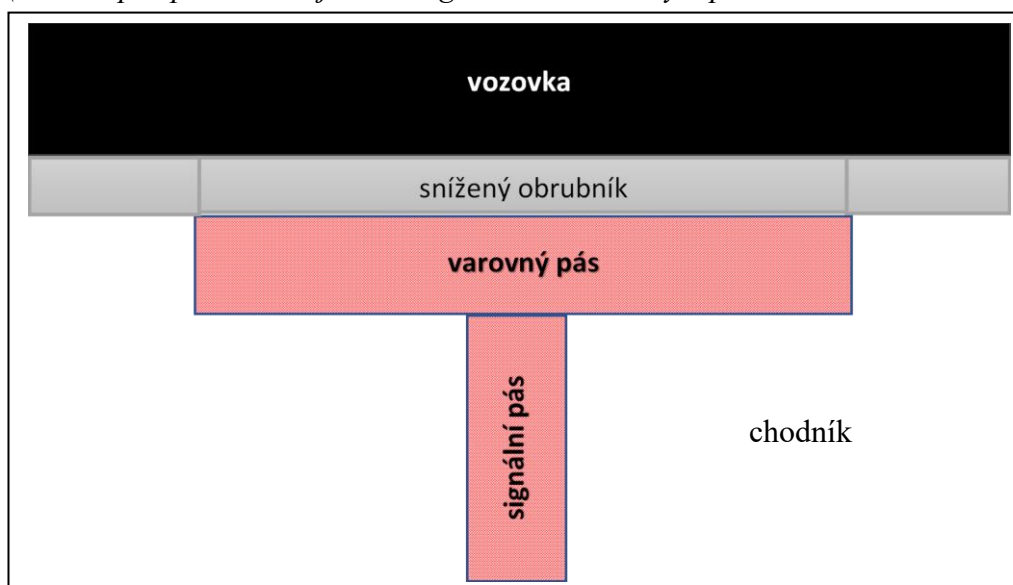 vozovka
snížený obrubník
varovný pás
signální pás
chodník